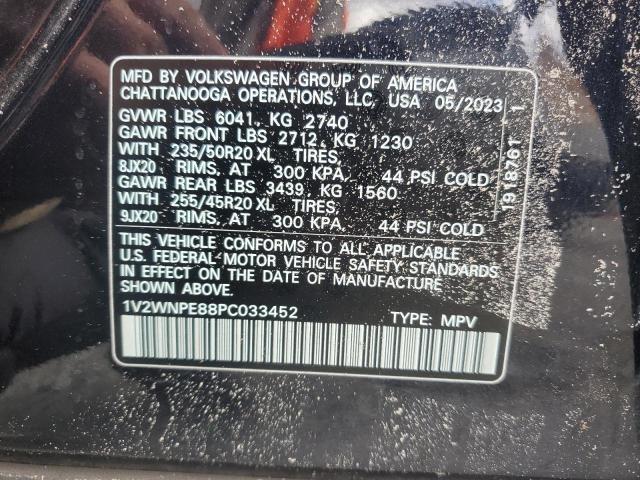 MFD BY VOLKSWAGEN GROUP OF AMERICA
CHATTANOOGA OPERATIONS, LLC, USA 05/2023
GVWR LBS 6041, KG 2740
GAWR FRONT LBS 2712, KG 1230
WITH 235/50R20 XL TIRES,
8JX20 RIMS, AT 300 KPA, 44 PSI COLD
GAWR REAR LBS 3439, KG 1560
WITH 255/45R20 XL TIRES,
9JX20 RIMS, AT 300 KPA, 44 PSI COLD
THIS VEHICLE CONFORMS TO ALL APPLICABLE
U.S. FEDERAL-MOTOR VEHICLE SAFETY STANDARDS
IN EFFECT ON THE DATE OF MANUFACTURE
SHOWN ABOVE.
1V2WNPE88PC033452 TYPE: MPV